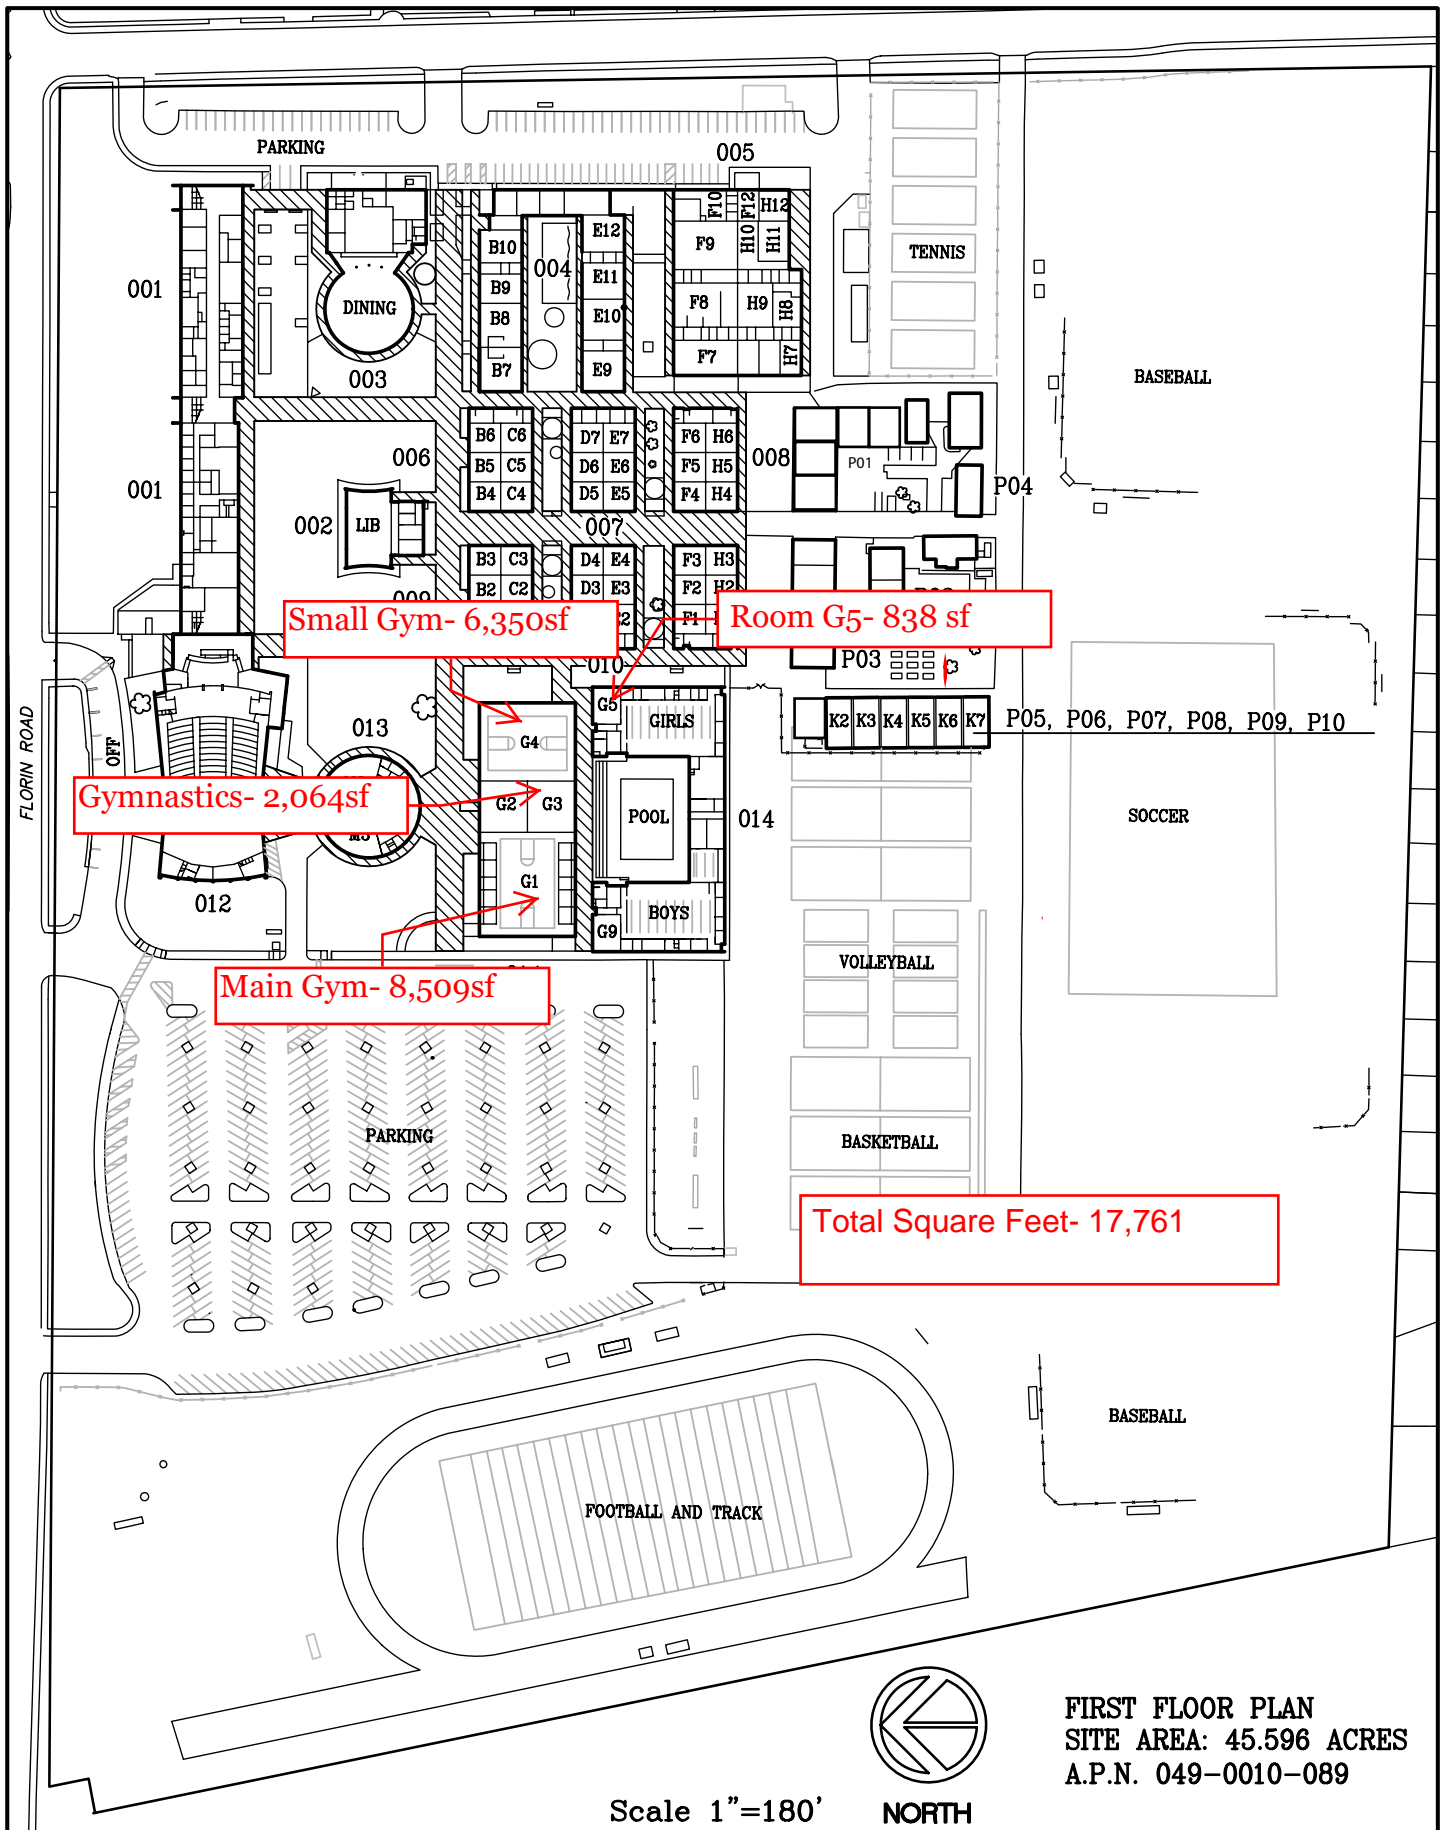 PARKING
005
F10
F12
H12
B10
E12
F9
H10
H11
TENNIS
004
001
B9
E11
DINING
B8
E10
F8
H9
H8
F7
H7
B7
E9
003
BASEBALL
B6 C6
D7 E7
F6 H6
006
B5 C5
D6 E6
F5 H5
008
P01
B4 C4
D5 E5
F4 H4
P04
001
002
LIB
007
B3 C3
D4 E4
F3 H3
B2 C2
D3 E3
F2 H2
009
Small Gym- 6,350sf
Room G5- 838 sf
F1
010
P03
G5
GIRLS
K2 K3 K4 K5 K6 K7
P05, P06, P07, P08, P09, P10
FLORIN ROAD
OFF
013
G4
Gymnastics- 2,064sf
G2 G3
POOL
014
SOCCER
M3
G1
012
BOYS
G9
VOLLEYBALL
Main Gym- 8,509sf
PARKING
BASKETBALL
Total Square Feet- 17,761
BASEBALL
FOOTBALL AND TRACK
FIRST FLOOR PLAN
SITE AREA: 45.596 ACRES
A.P.N. 049-0010-089
Scale 1"=180'
NORTH